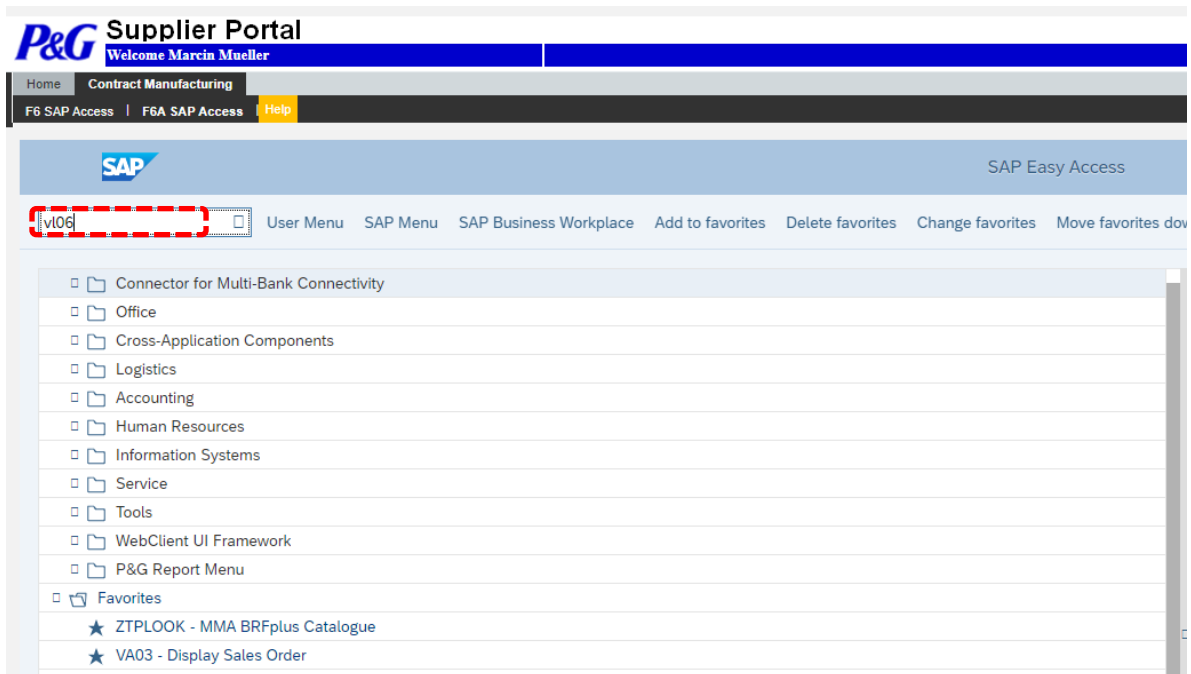 P&G Supplier Portal
Welcome Marcin Mueller
Home Contract Manufacturing
F6 SAP Access | F6A SAP Access | Help
SAP SAP Easy Access
vl06 User Menu SAP Menu SAP Business Workplace Add to favorites Delete favorites Change favorites Move favorites dov
Connector for Multi-Bank Connectivity
Office
Cross-Application Components
Logistics
Accounting
Human Resources
Information Systems
Service
Tools
WebClient UI Framework
P&G Report Menu
Favorites
ZTPLOOK - MMA BRFplus Catalogue
VA03 - Display Sales Order